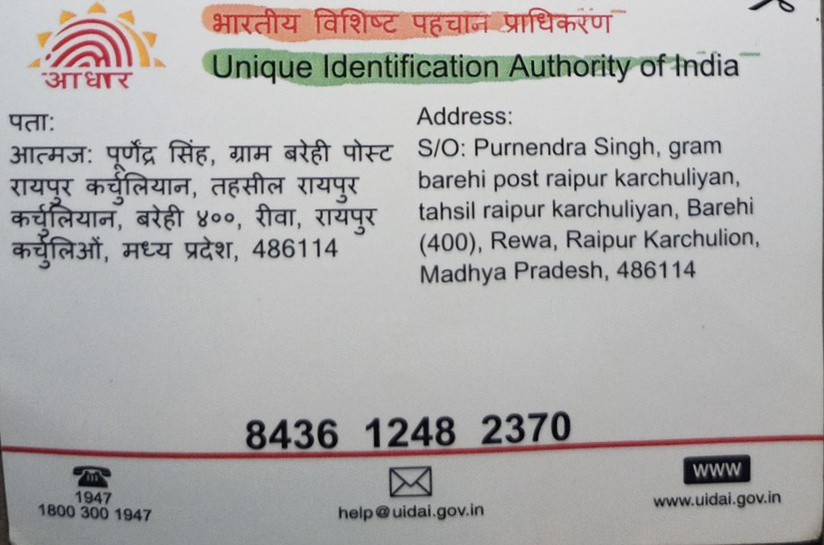 भारतीय विशिष्ट पहचान प्राधिकरण
Unique Identification Authority of India
आधार
पता:
आत्मज: पूर्णेंद्र सिंह, ग्राम बरेही पोस्ट
रायपुर कर्चुलियान, तहसील रायपुर
कर्चुलियान, बरेही ४००, रीवा, रायपुर
कर्चुलिओं, मध्य प्रदेश, 486114
Address:
S/O: Purnendra Singh, gram
barehi post raipur karchuliyan,
tahsil raipur karchuliyan, Barehi
(400), Rewa, Raipur Karchulion,
Madhya Pradesh, 486114
8436 1248 2370
1947
1800 300 1947
help@uidai.gov.in
www
www.uidai.gov.in